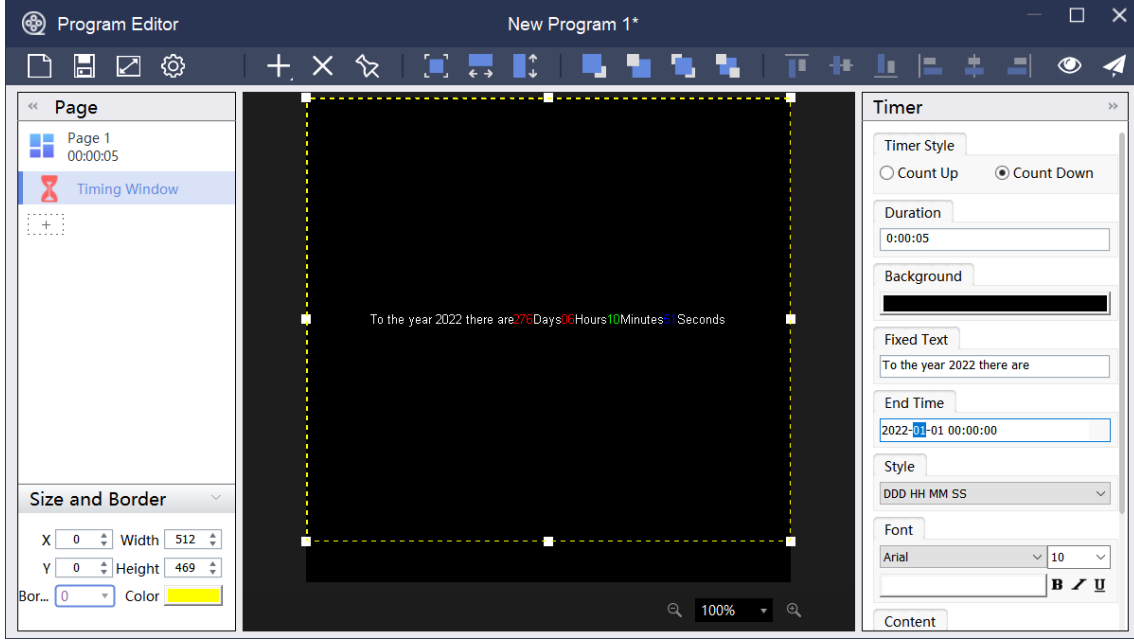 Program Editor
New Program 1*
Page
Page 1
00:00:05
Timing Window
Size and Border
X 0 Width 512
Y 0 Height 469
Bor... 0 Color
To the year 2022 there are276Days06Hours10Minutes51Seconds
100%
Timer
Timer Style
Count Up Count Down
Duration
0:00:05
Background
Fixed Text
To the year 2022 there are
End Time
2022-01-01 00:00:00
Style
DDD HH MM SS
Font
Arial 10
B I U
Content